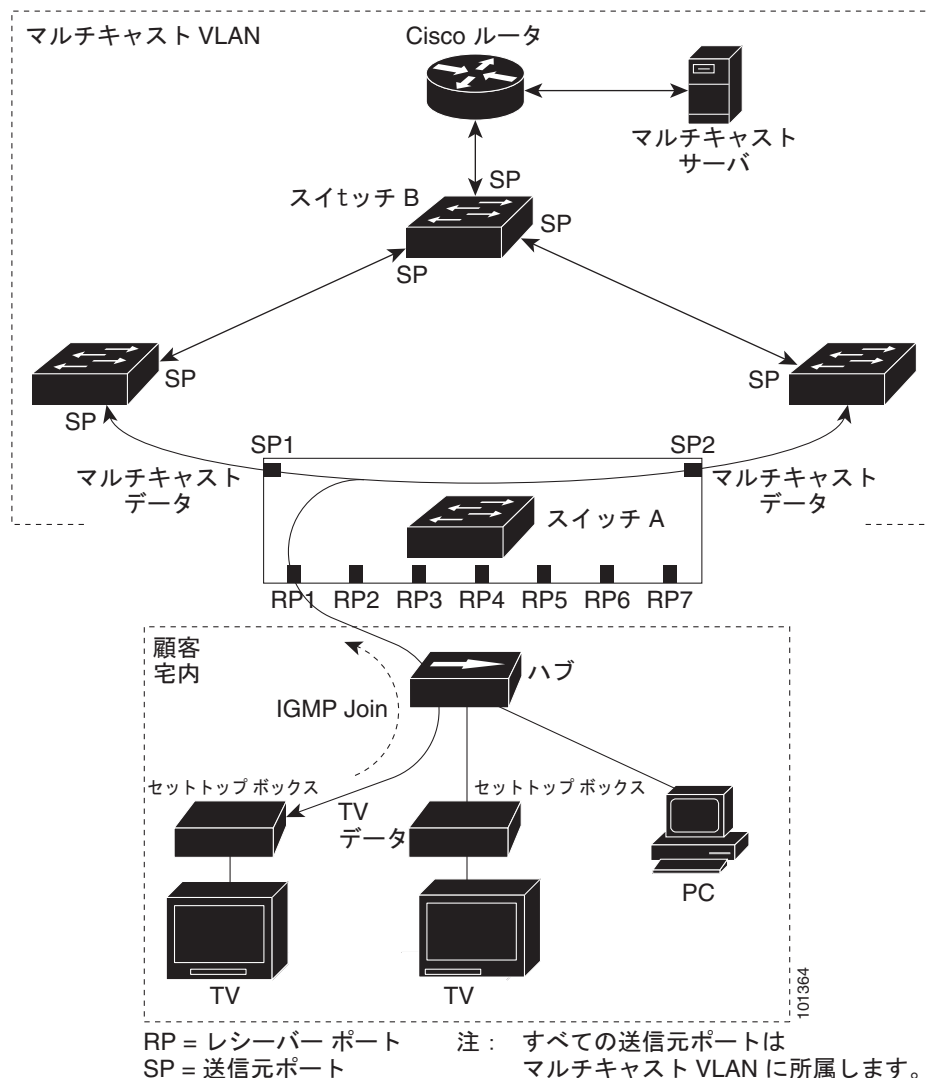 マルチキャスト VLAN
Cisco ルータ
マルチキャスト
サーバ
SP
スイtッチ B
SP
SP
SP
SP
SP
SP1
SP2
マルチキャスト
データ
マルチキャスト
データ
スイッチ A
RP1 RP2 RP3 RP4 RP5 RP6 RP7
顧客
宅内
ハブ
IGMP Join
セットトップ ボックス
セットトップ ボックス
TV
データ
PC
TV
TV
101364
RP = レシーバー ポート
SP = 送信元ポート
注 : すべての送信元ポートは
マルチキャスト VLAN に所属します。